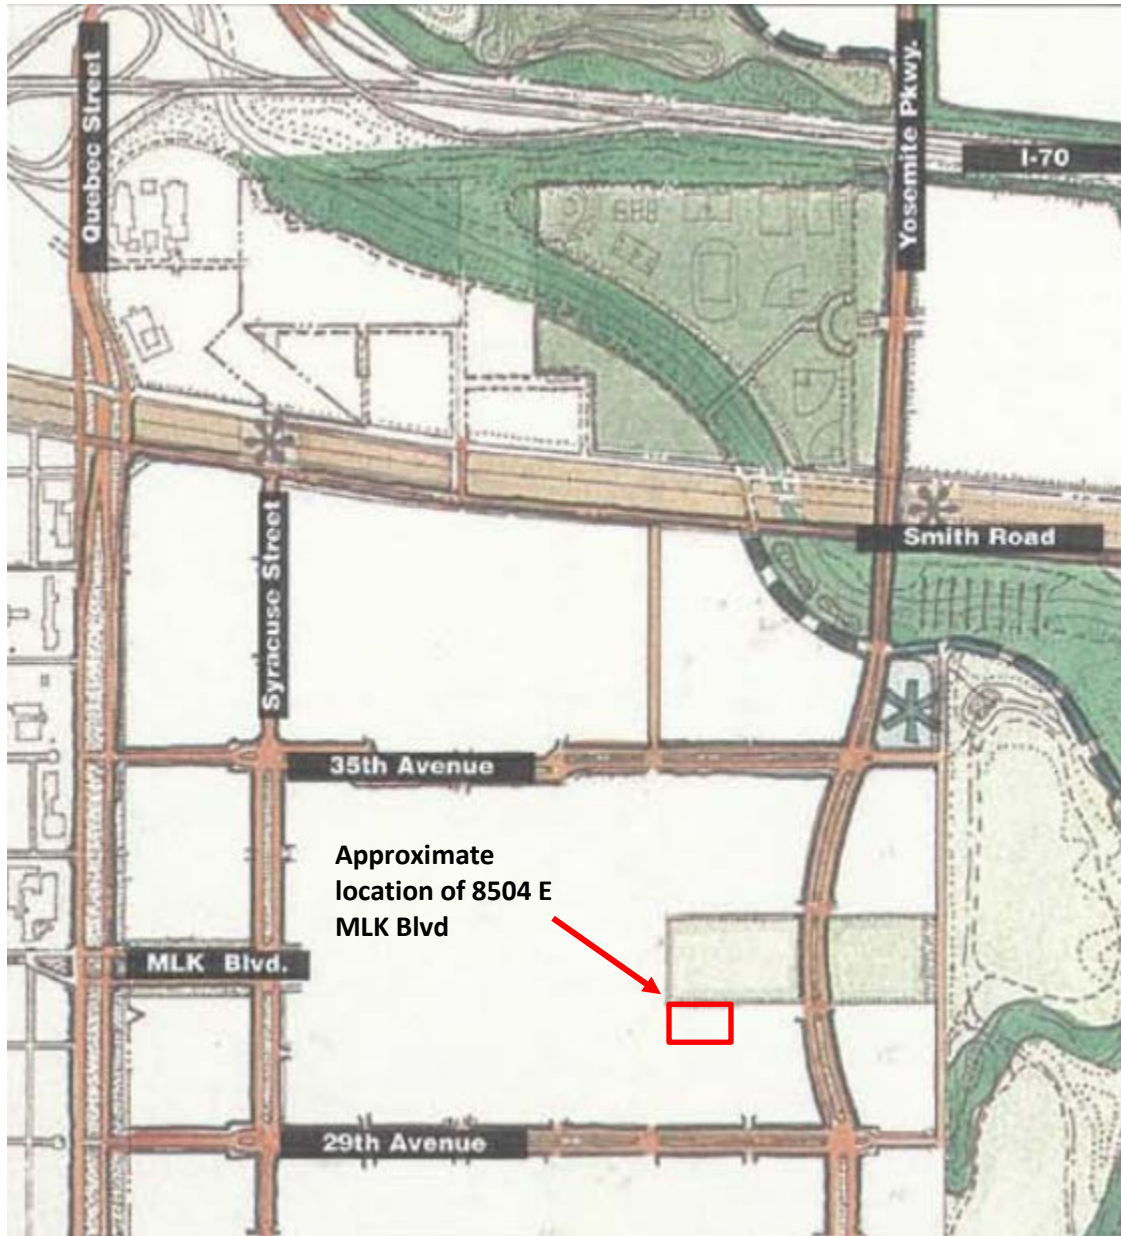 Quebec Street
Yosemite Pkwy.
I-70
Smith Road
Syracuse Street
35th Avenue
Approximate
location of 8504 E
MLK Blvd
MLK Blvd.
29th Avenue